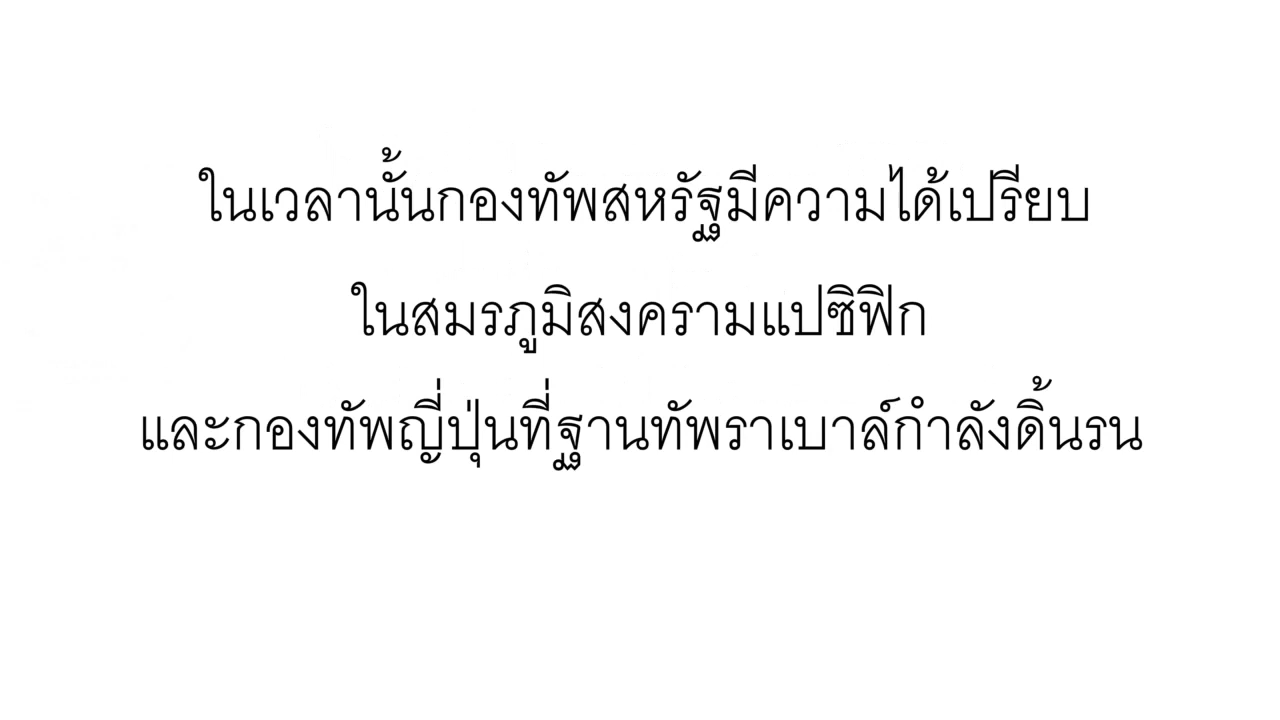 ในเวลานั้นกองทัพสหรัฐมีความได้เปรียบ
ในสมรภูมิสงครามแปซิฟิก
และกองทัพญี่ปุ่นที่ฐานทัพราเบาล์กำลังดิ้นรน